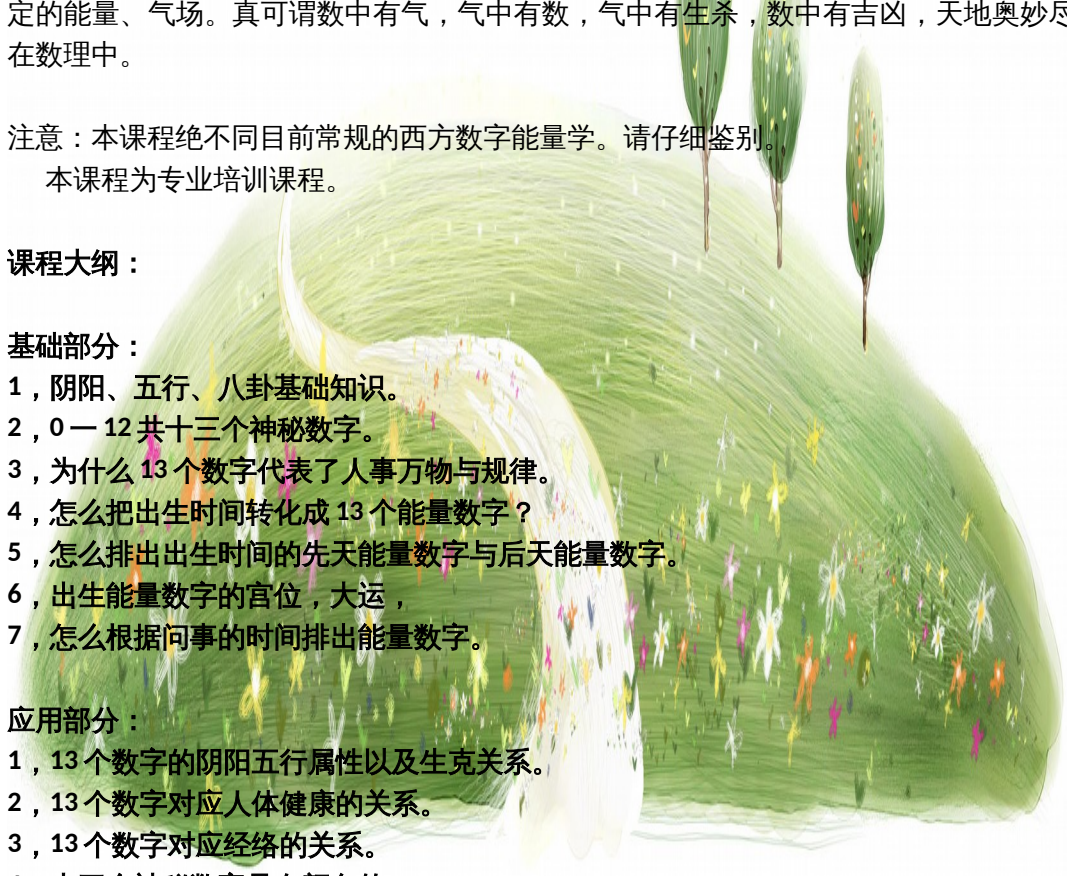 定的能量、气场。真可谓数中有气，气中有数，气中有生杀，数中有吉凶，天地奥妙尽
在数理中。
注意：本课程绝不同目前常规的西方数字能量学。请仔细鉴别。
本课程为专业培训课程。
课程大纲：
基础部分：
1，阴阳、五行、八卦基础知识。
2，0 一 12 共十三个神秘数字。
3，为什么 13 个数字代表了人事万物与规律。
4，怎么把出生时间转化成 13 个能量数字？
5，怎么排出出生时间的先天能量数字与后天能量数字。
6，出生能量数字的宫位，大运，
7，怎么根据问事的时间排出能量数字。
应用部分：
1，13 个数字的阴阳五行属性以及生克关系。
2，13 个数字对应人体健康的关系。
3，13 个数字对应经络的关系。